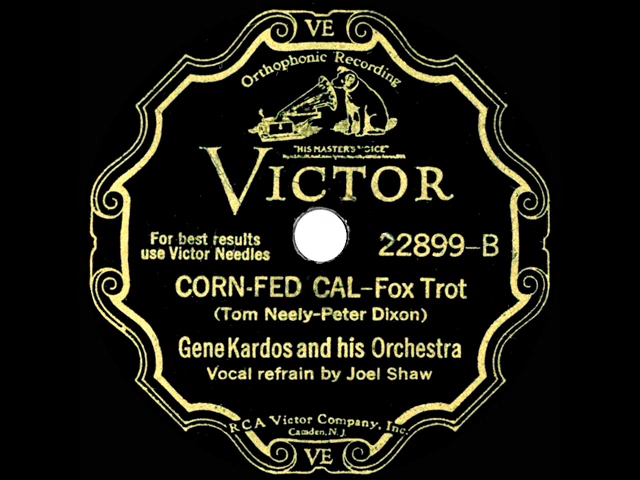 VE
Orthophonic Recording
"HIS MASTER'S VOICE"
VICTOR
For best results
use Victor Needles
22899-B
CORN-FED CAL-Fox Trot
(Tom Neely-Peter Dixon)
Gene Kardos and his Orchestra
Vocal refrain by Joel Shaw
RCA Victor Company, Inc.
Camden, N.J.
VE